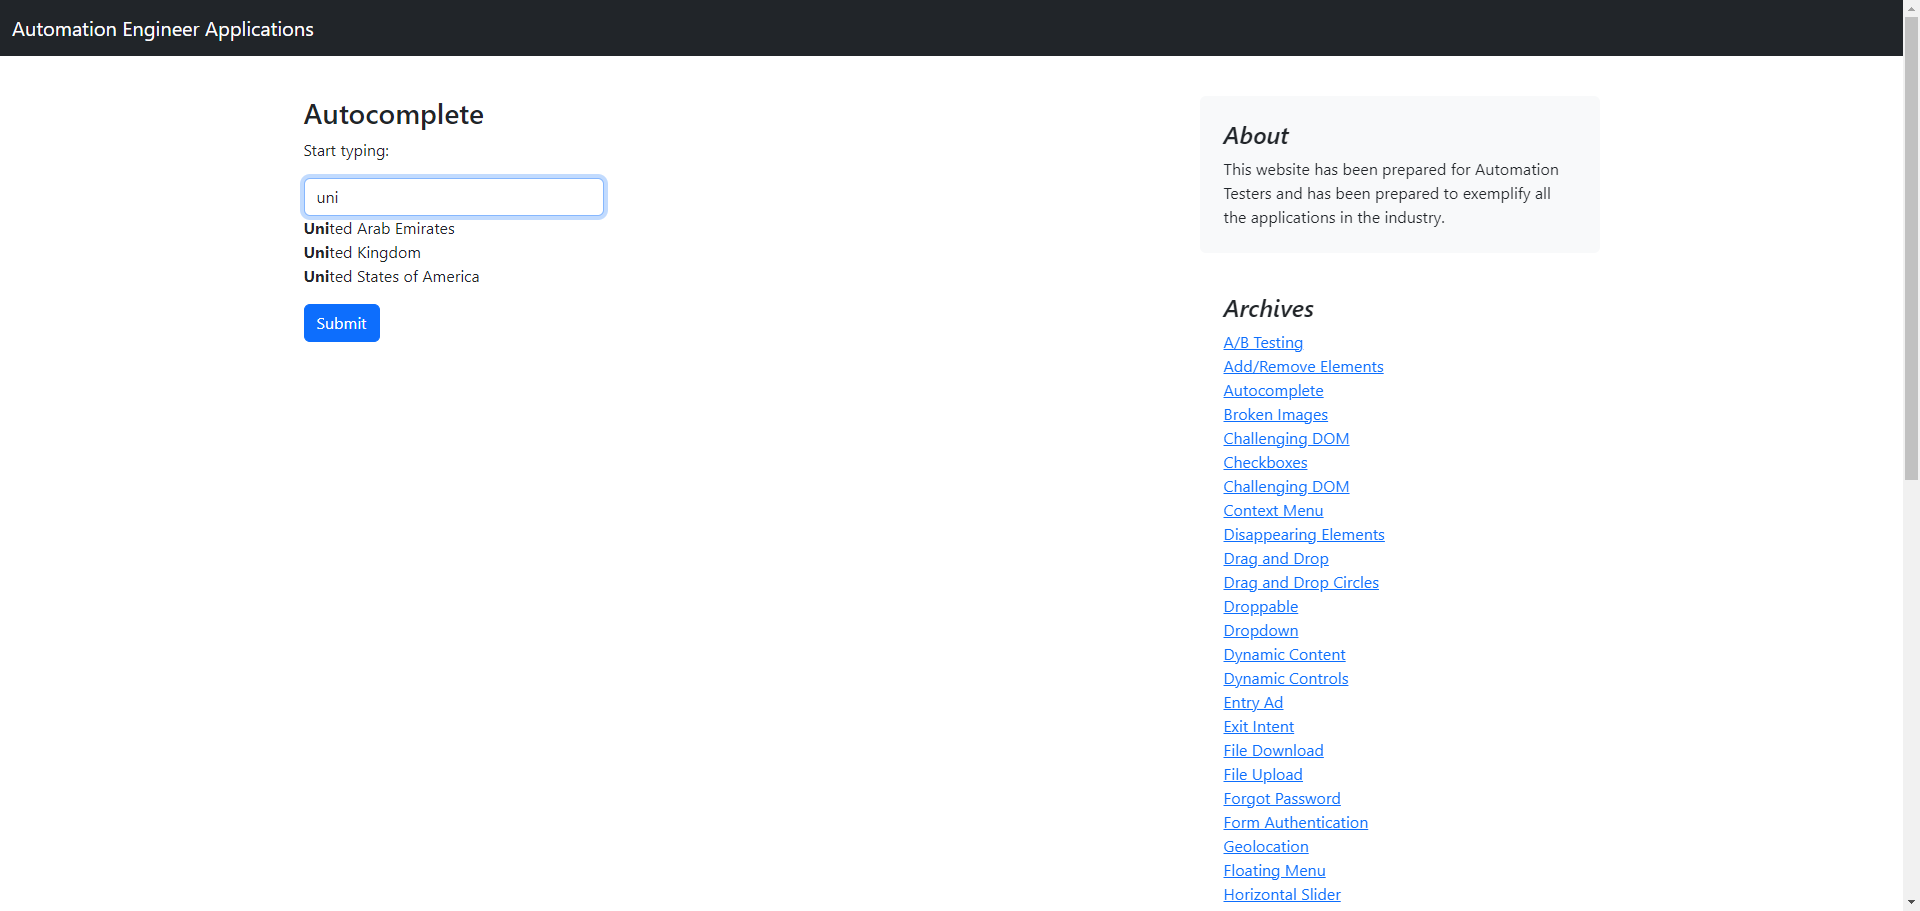 Automation Engineer Applications
Autocomplete
Start typing:
uni
United Arab Emirates
United Kingdom
United States of America
Submit
About
This website has been prepared for Automation
Testers and has been prepared to exemplify all
the applications in the industry.
Archives
A/B Testing
Add/Remove Elements
Autocomplete
Broken Images
Challenging DOM
Checkboxes
Challenging DOM
Context Menu
Disappearing Elements
Drag and Drop
Drag and Drop Circles
Droppable
Dropdown
Dynamic Content
Dynamic Controls
Entry Ad
Exit Intent
File Download
File Upload
Forgot Password
Form Authentication
Geolocation
Floating Menu
Horizontal Slider